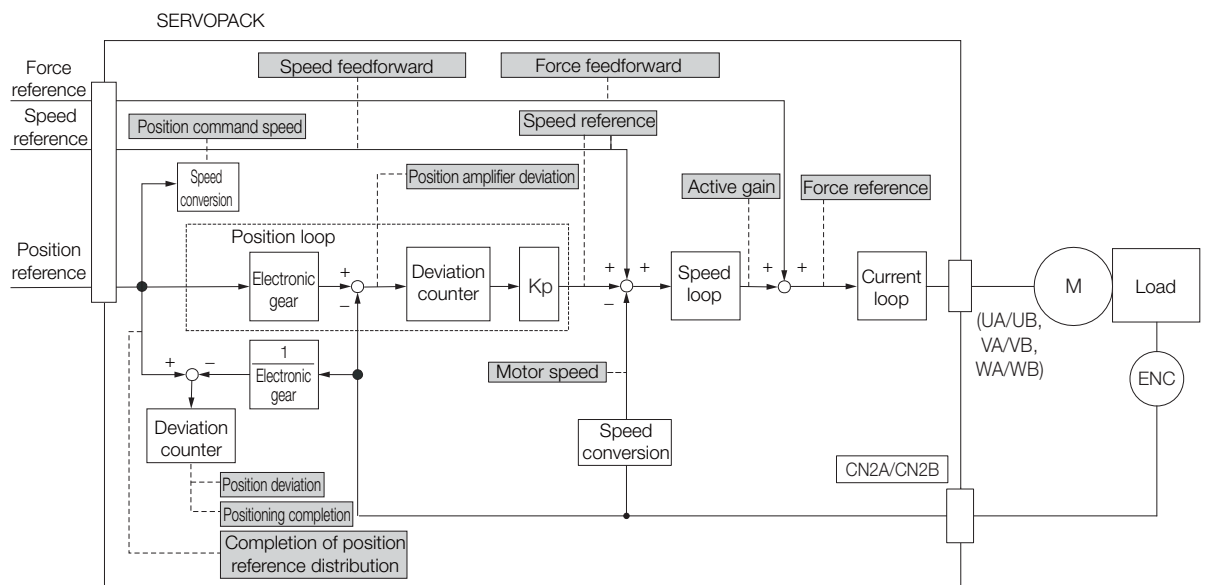 SERVOPACK
Force
reference
Speed feedforward
Force feedforward
Speed
reference
Position command speed
Speed reference
Speed
conversion
Position amplifier deviation
Active gain
Force reference
Position loop
Position
reference
Electronic
gear
+
−
Deviation
counter
Kp
+
+
−
+
Speed
loop
+
+
Current
loop
M
Load
(UA/UB,
VA/VB,
WA/WB)
ENC
+
−
1
Electronic
gear
Motor speed
Deviation
counter
Speed
conversion
CN2A/CN2B
Position deviation
Positioning completion
Completion of position
reference distribution